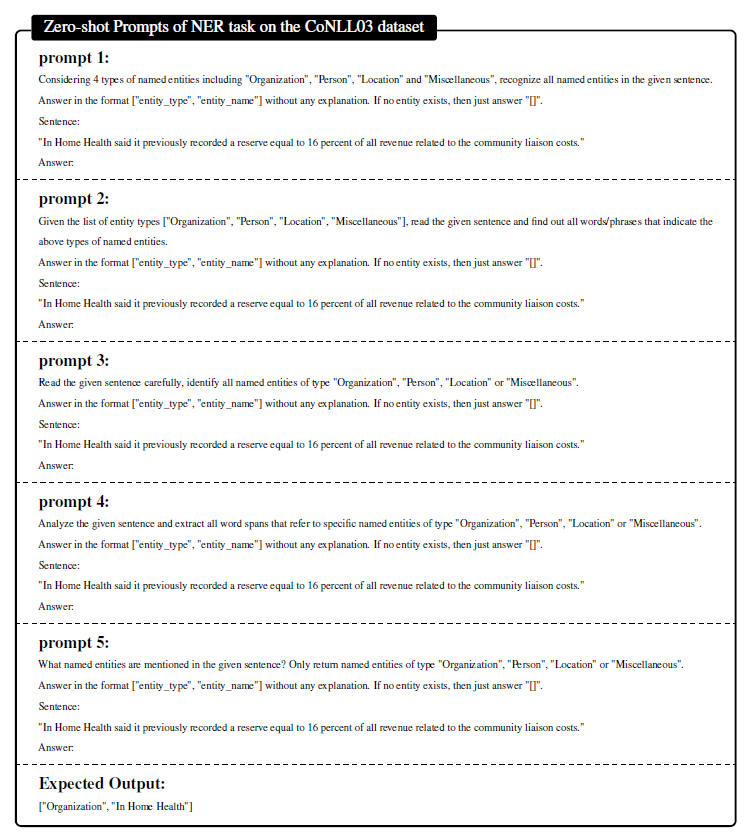 Zero-shot Prompts of NER task on the CoNLL03 dataset
prompt 1:
Considering 4 types of named entities including "Organization", "Person", "Location" and "Miscellaneous", recognize all named entities in the given sentence.
Answer in the format ["entity_type", "entity_name"] without any explanation. If no entity exists, then just answer "[]".
Sentence:
"In Home Health said it previously recorded a reserve equal to 16 percent of all revenue related to the community liaison costs."
Answer:
prompt 2:
Given the list of entity types ["Organization", "Person", "Location", "Miscellaneous"], read the given sentence and find out all words/phrases that indicate the
above types of named entities.
Answer in the format ["entity_type", "entity_name"] without any explanation. If no entity exists, then just answer "[]".
Sentence:
"In Home Health said it previously recorded a reserve equal to 16 percent of all revenue related to the community liaison costs."
Answer:
prompt 3:
Read the given sentence carefully, identify all named entities of type "Organization", "Person", "Location" or "Miscellaneous".
Answer in the format ["entity_type", "entity_name"] without any explanation. If no entity exists, then just answer "[]".
Sentence:
"In Home Health said it previously recorded a reserve equal to 16 percent of all revenue related to the community liaison costs."
Answer:
prompt 4:
Analyze the given sentence and extract all word spans that refer to specific named entities of type "Organization", "Person", "Location" or "Miscellaneous".
Answer in the format ["entity_type", "entity_name"] without any explanation. If no entity exists, then just answer "[]".
Sentence:
"In Home Health said it previously recorded a reserve equal to 16 percent of all revenue related to the community liaison costs."
Answer:
prompt 5:
What named entities are mentioned in the given sentence? Only return named entities of type "Organization", "Person", "Location" or "Miscellaneous".
Answer in the format ["entity_type", "entity_name"] without any explanation. If no entity exists, then just answer "[]".
Sentence:
"In Home Health said it previously recorded a reserve equal to 16 percent of all revenue related to the community liaison costs."
Answer:
Expected Output:
["Organization", "In Home Health"]